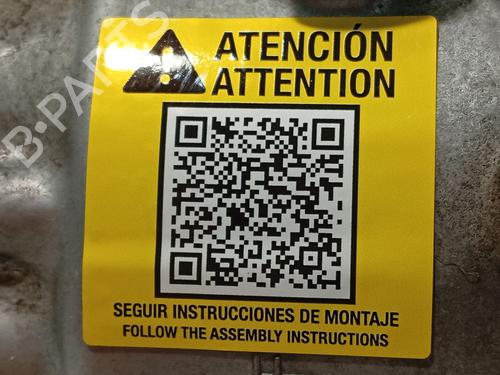 B-PARTS
ATENCIÓN
ATTENTION
SEGUIR INSTRUCCIONES DE MONTAJE
FOLLOW THE ASSEMBLY INSTRUCTIONS